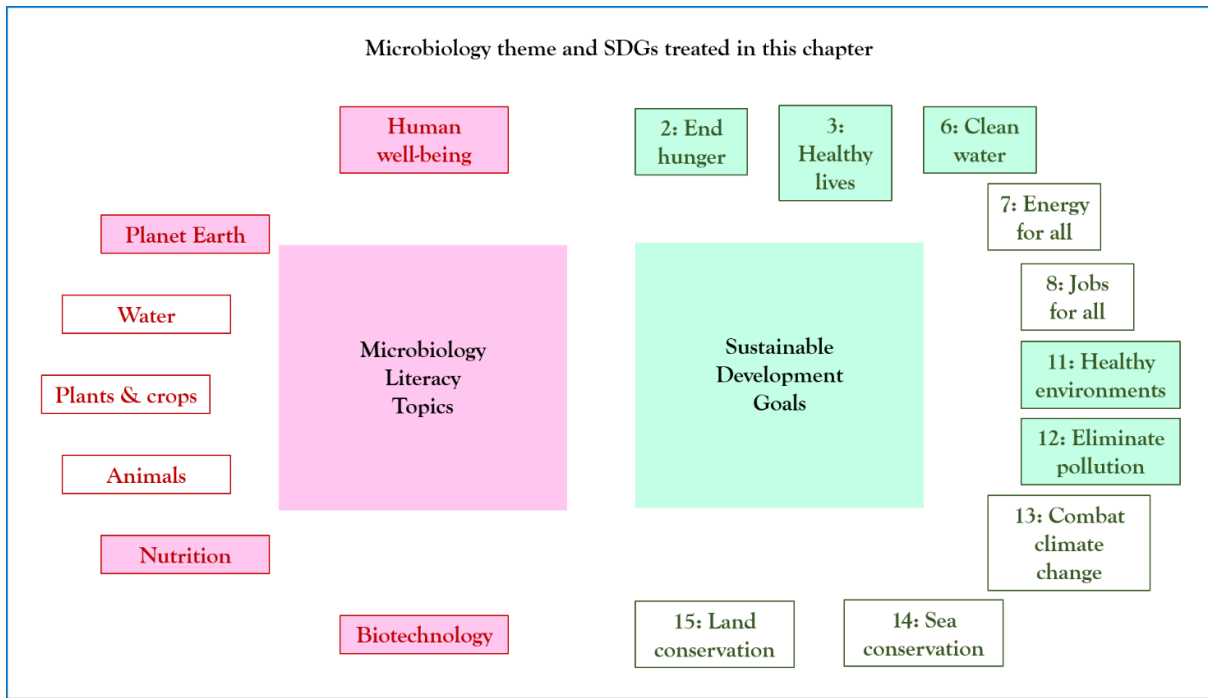 Microbiology theme and SDGs treated in this chapter
Human
well-being
Planet Earth
Water
Plants & crops
Animals
Nutrition
Biotechnology
Microbiology
Literacy
Topics
2: End
hunger
3:
Healthy
lives
6: Clean
water
7: Energy
for all
8: Jobs
for all
11: Healthy
environments
12: Eliminate
pollution
13: Combat
climate
change
14: Sea
conservation
15: Land
conservation
Sustainable
Development
Goals